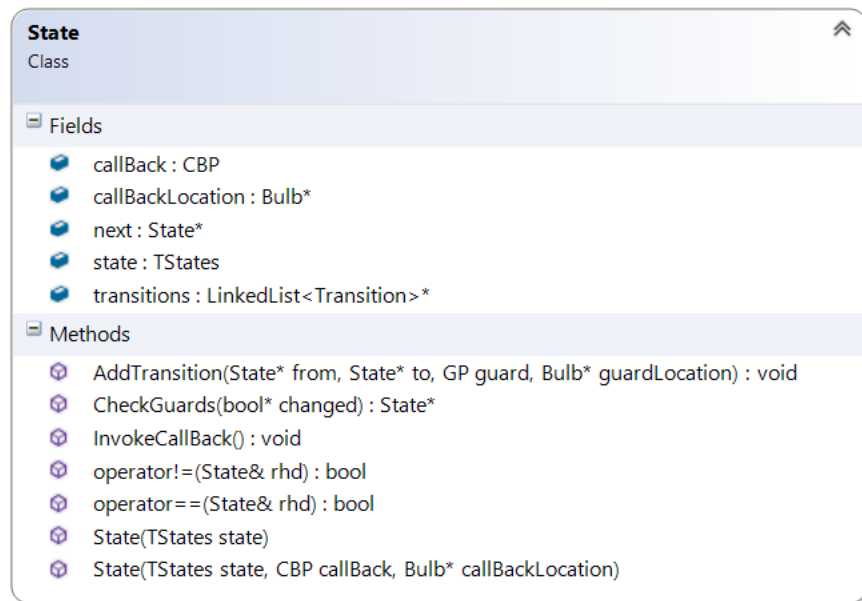 State
Class
Fields
callBack : CBP
callBackLocation : Bulb*
next : State*
state : TStates
transitions : LinkedList<Transition>*
Methods
AddTransition(State* from, State* to, GP guard, Bulb* guardLocation) : void
CheckGuards(bool* changed) : State*
InvokeCallBack() : void
operator!=(State& rhd) : bool
operator==(State& rhd) : bool
State(TStates state)
State(TStates state, CBP callBack, Bulb* callBackLocation)